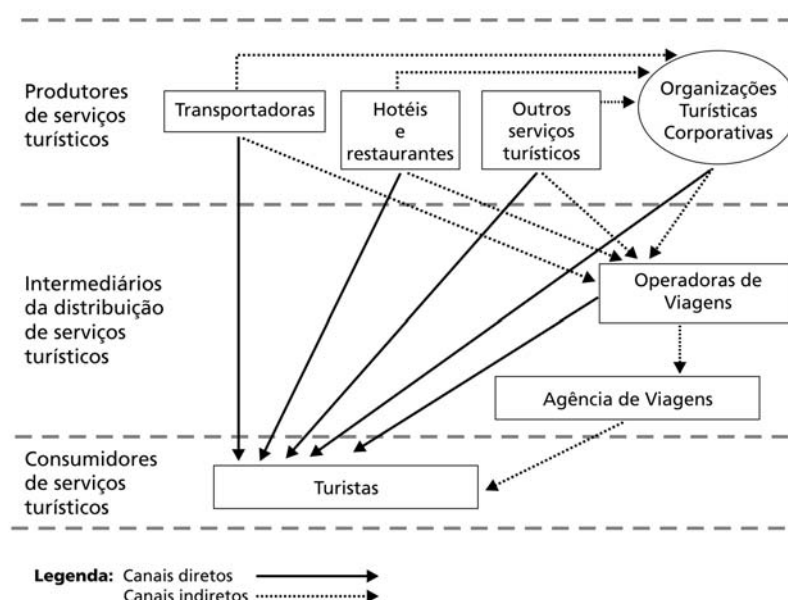 Produtores
de serviços
turísticos
Transportadoras
Hotéis
e
restaurantes
Outros
serviços
turísticos
Organizações
Turísticas
Corporativas
Intermediários
da distribuição
de serviços
turísticos
Operadoras de
Viagens
Agência de Viagens
Consumidores
de serviços
turísticos
Turistas
Legenda: Canais diretos
Canais indiretos